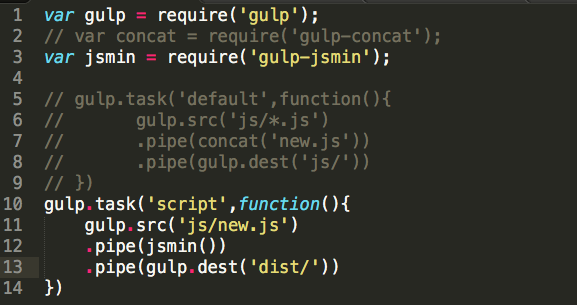 1 var gulp = require('gulp');
2 // var concat = require('gulp-concat');
3 var jsmin = require('gulp-jsmin');
4
5 // gulp.task('default',function(){
6 //     gulp.src('js/*.js')
7 //     .pipe(concat('new.js'))
8 //     .pipe(gulp.dest('js/'))
9 // })
10 gulp.task('script',function(){
11     gulp.src('js/new.js')
12     .pipe(jsmin())
13     .pipe(gulp.dest('dist/'))
14 })